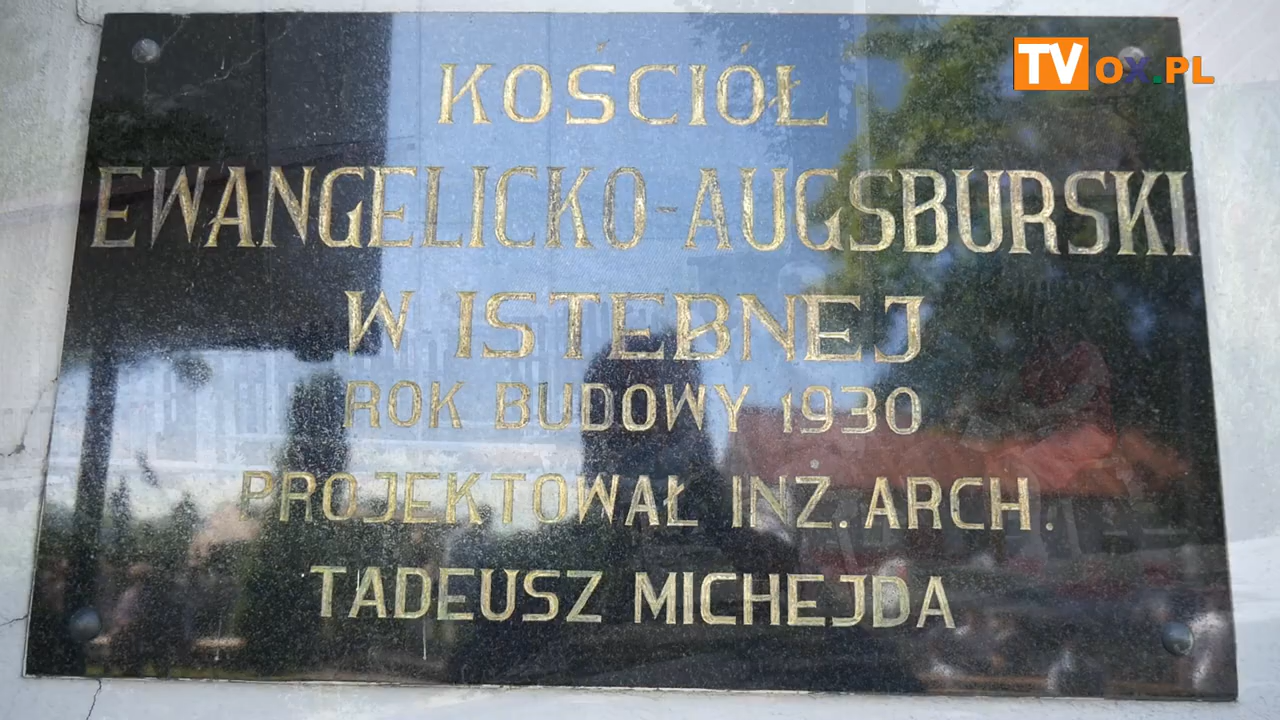 TVOX.PL
KOŚCIÓŁ
EWANGELICKO-AUGSBURSKI
W ISTEBNEJ
ROK BUDOWY 1930
PROJEKTOWAŁ INŻ. ARCH.
TADEUSZ MICHEJDA